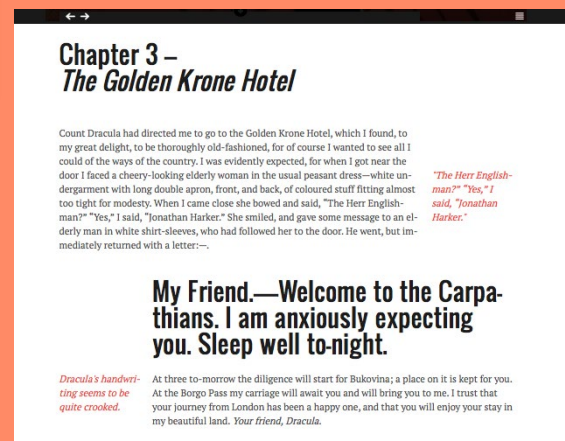 Chapter 3 –
The Golden Krone Hotel
Count Dracula had directed me to go to the Golden Krone Hotel, which I found, to
my great delight, to be thoroughly old-fashioned, for of course I wanted to see all I
could of the ways of the country. I was evidently expected, for when I got near the
door I faced a cheery-looking elderly woman in the usual peasant dress—white un-
dergarment with long double apron, front, and back, of coloured stuff fitting almost
too tight for modesty. When I came close she bowed and said, "The Herr English-
man?" "Yes," I said, "Jonathan Harker." She smiled, and gave some message to an el-
derly man in white shirt-sleeves, who had followed her to the door. He went, but im-
mediately returned with a letter:—.
"The Herr English-
man?" "Yes," I
said, "Jonathan
Harker."
My Friend.—Welcome to the Carpa-
thians. I am anxiously expecting
you. Sleep well to-night.
Dracula's handwri-
ting seems to be
quite crooked.
At three to-morrow the diligence will start for Bukovina; a place on it is kept for you.
At the Borgo Pass my carriage will await you and will bring you to me. I trust that
your journey from London has been a happy one, and that you will enjoy your stay in
my beautiful land. Your friend, Dracula.